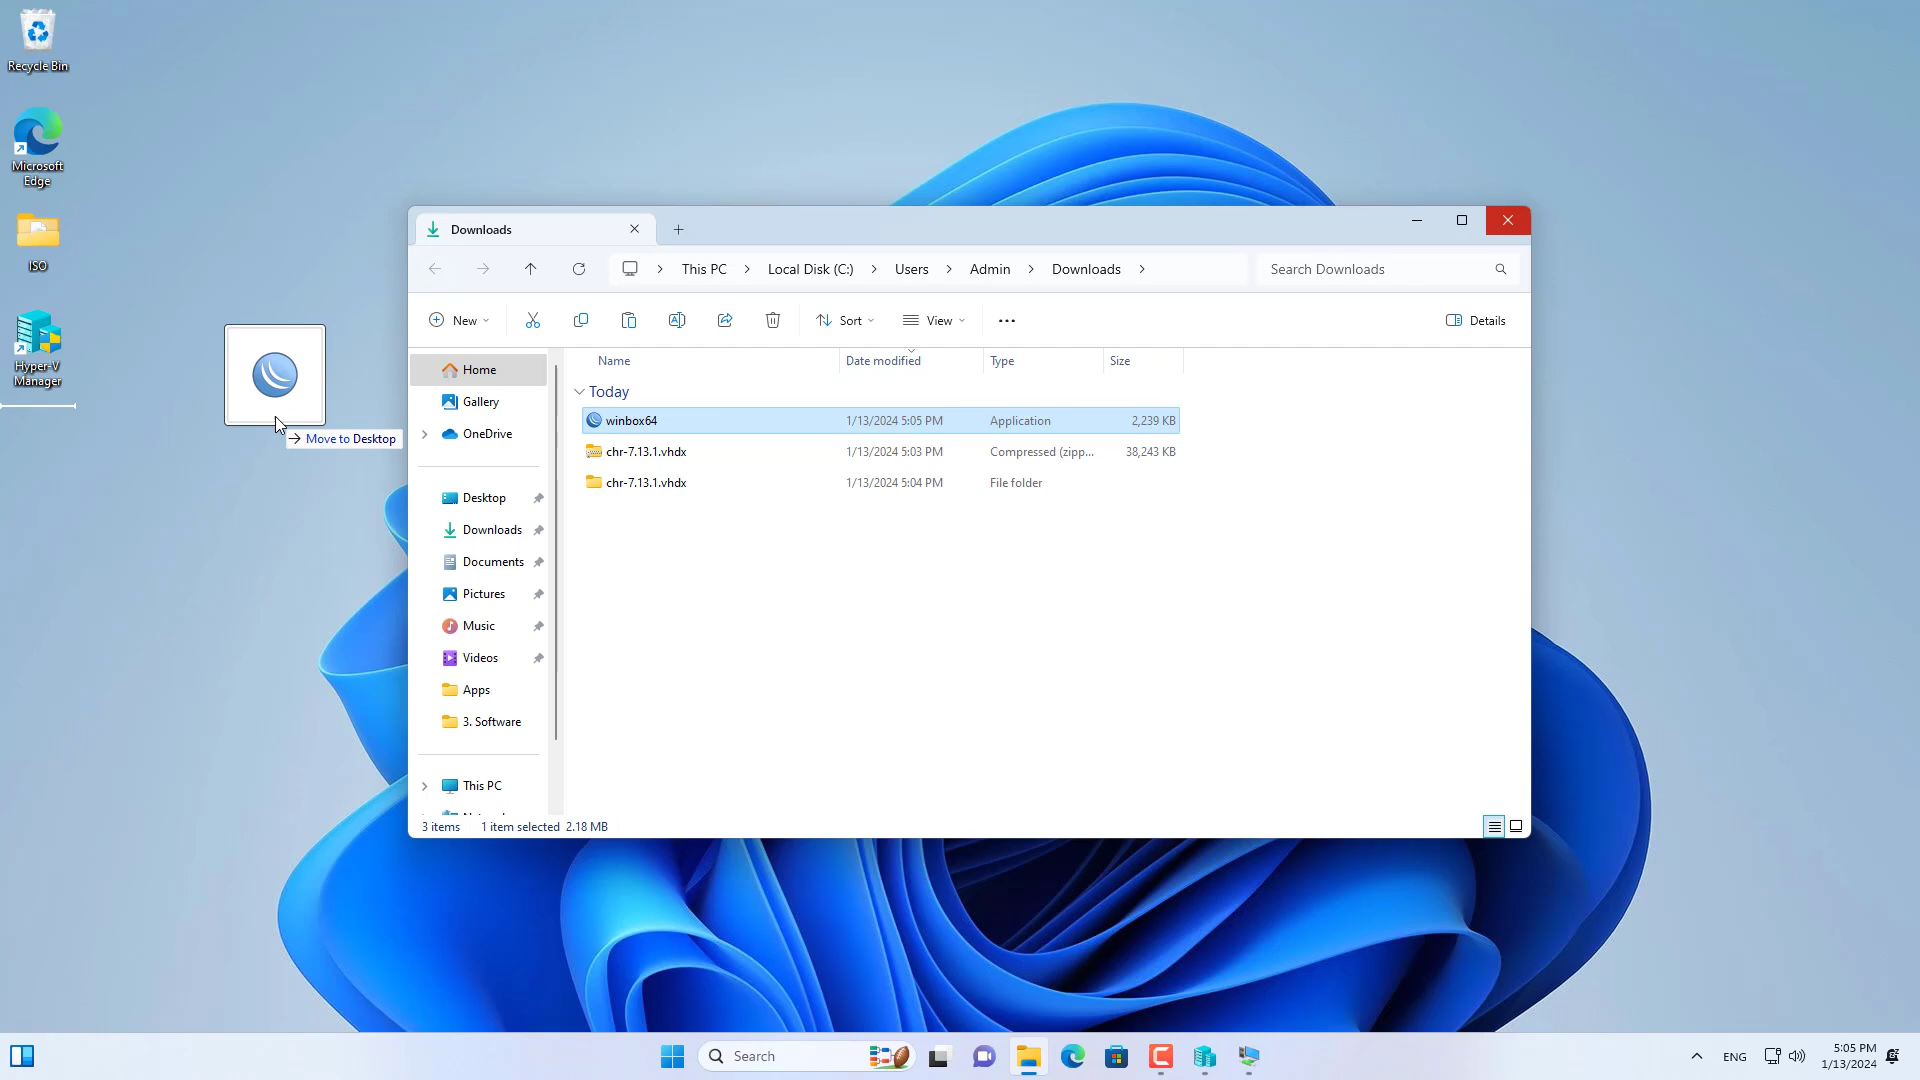 Recycle Bin
Microsoft
Edge
ISO
Hyper-V
Manager
Move to Desktop
Downloads
This PC
Local Disk (C:)
Users
Admin
Downloads
Search Downloads
New
Sort
View
Details
Home
Gallery
OneDrive
Desktop
Downloads
Documents
Pictures
Music
Videos
Apps
3. Software
This PC
Name
Date modified
Type
Size
Today
winbox64 1/13/2024 5:05 PM Application 2,239 KB
chr-7.13.1.vhdx 1/13/2024 5:03 PM Compressed (zipp... 38,243 KB
chr-7.13.1.vhdx 1/13/2024 5:04 PM File folder
3 items 1 item selected 2.18 MB
Search
ENG
5:05 PM
1/13/2024